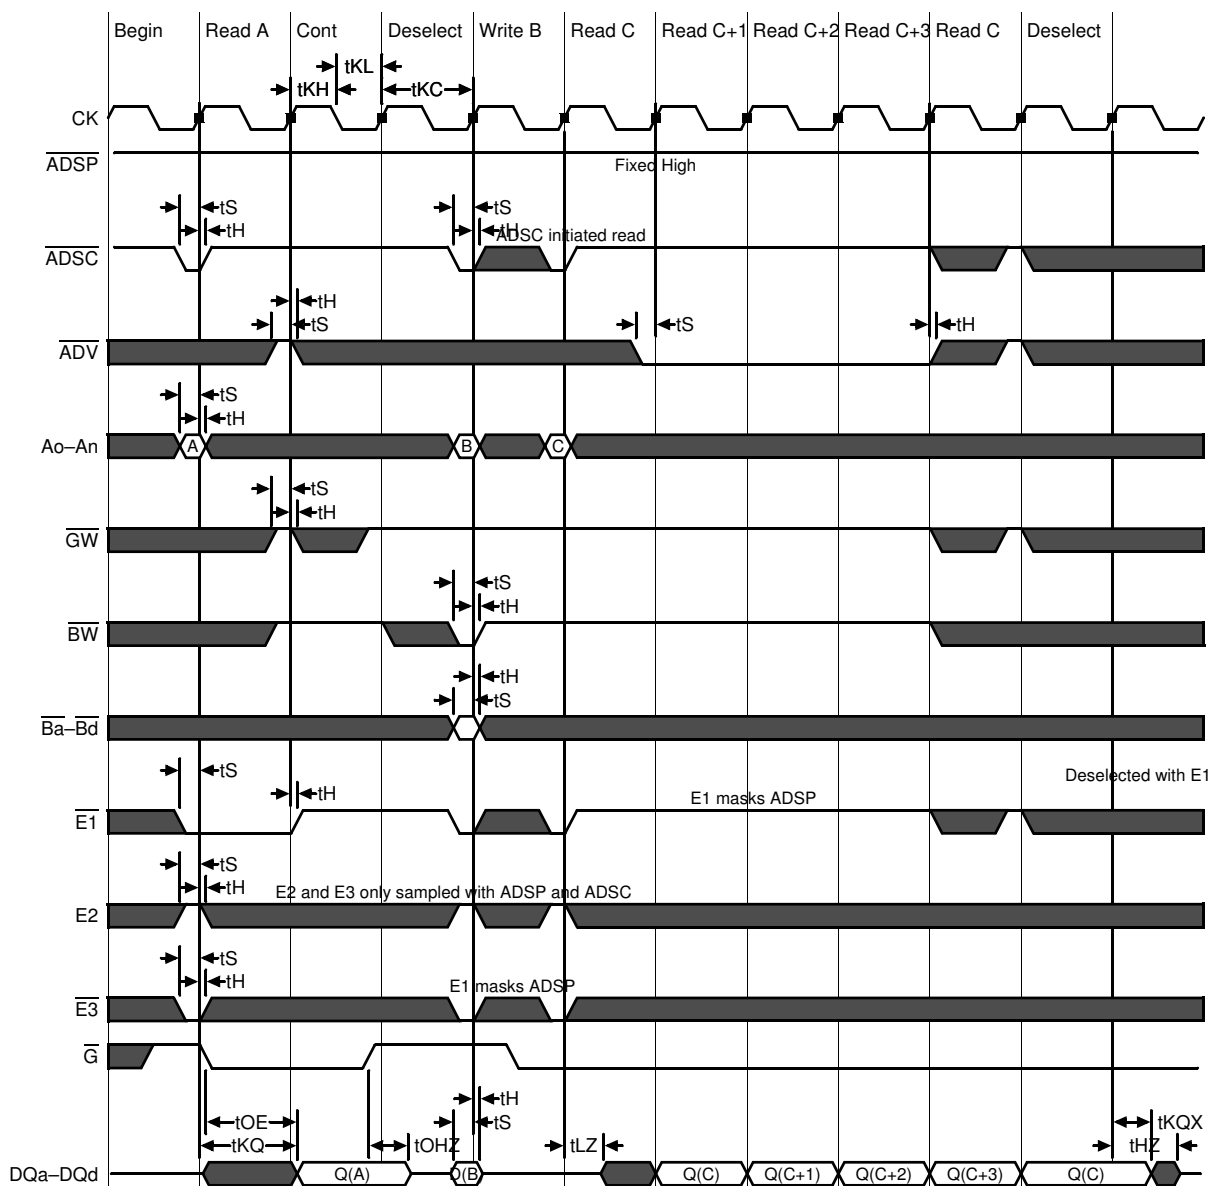 Begin Read A Cont Deselect Write B Read C Read C+1 Read C+2 Read C+3 Read C Deselect
tKL
tKH tKC
CK
ADSP
Fixed High
tS tS
tH tH
ADSC initiated read
ADSC
tH
tS tS tH
ADV
tS
tH
Ao–An A B C
tS
tH
GW
tS
tH
BW
tH
tS
Ba–Bd
tS Deselected with E1
tH
E1 masks ADSP
E1
tS
tH E2 and E3 only sampled with ADSP and ADSC
E2
tS
tH E1 masks ADSP
E3
G
tH
tOE tS tKQX
tKQ tOHZ tLZ tHZ
DQa–DQd Q(A) D(B Q(C) Q(C+1) Q(C+2) Q(C+3) Q(C)